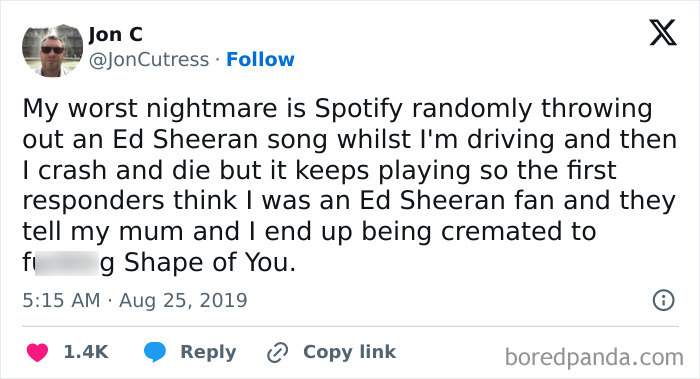 Jon C
@JonCutress · Follow
My worst nightmare is Spotify randomly throwing
out an Ed Sheeran song whilst I'm driving and then
I crash and die but it keeps playing so the first
responders think I was an Ed Sheeran fan and they
tell my mum and I end up being cremated to
f g Shape of You.
5:15 AM · Aug 25, 2019
1.4K Reply Copy link
boredpanda.com